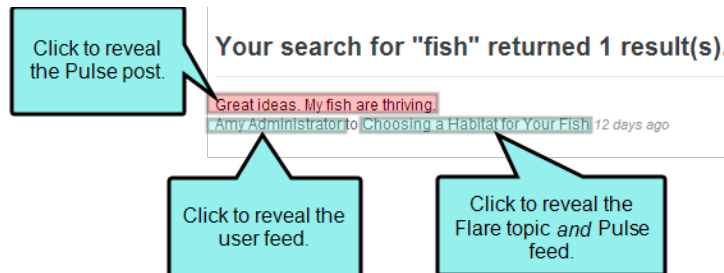 Click to reveal
the Pulse post.
Your search for "fish" returned 1 result(s).
Great ideas. My fish are thriving.
Amy Administrator to Choosing a Habitat for Your Fish 12 days ago
Click to reveal the
user feed.
Click to reveal the
Flare topic and Pulse
feed.